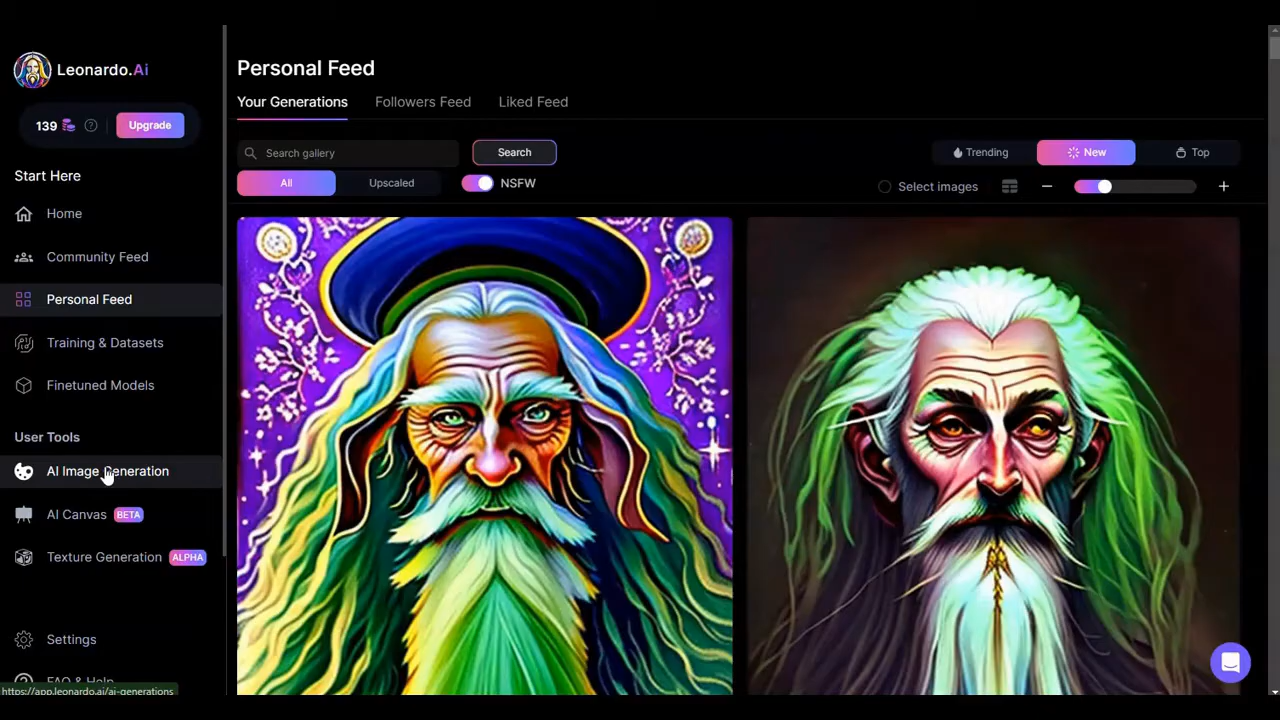 Leonardo.Ai
139
Upgrade
Start Here
Home
Community Feed
Personal Feed
Training & Datasets
Finetuned Models
User Tools
AI Image Generation
AI Canvas BETA
Texture Generation ALPHA
Settings
FAQ & Help
https://app.leonardo.ai/ai-generations
Personal Feed
Your Generations Followers Feed Liked Feed
Search gallery Search Trending New Top
All Upscaled NSFW Select images